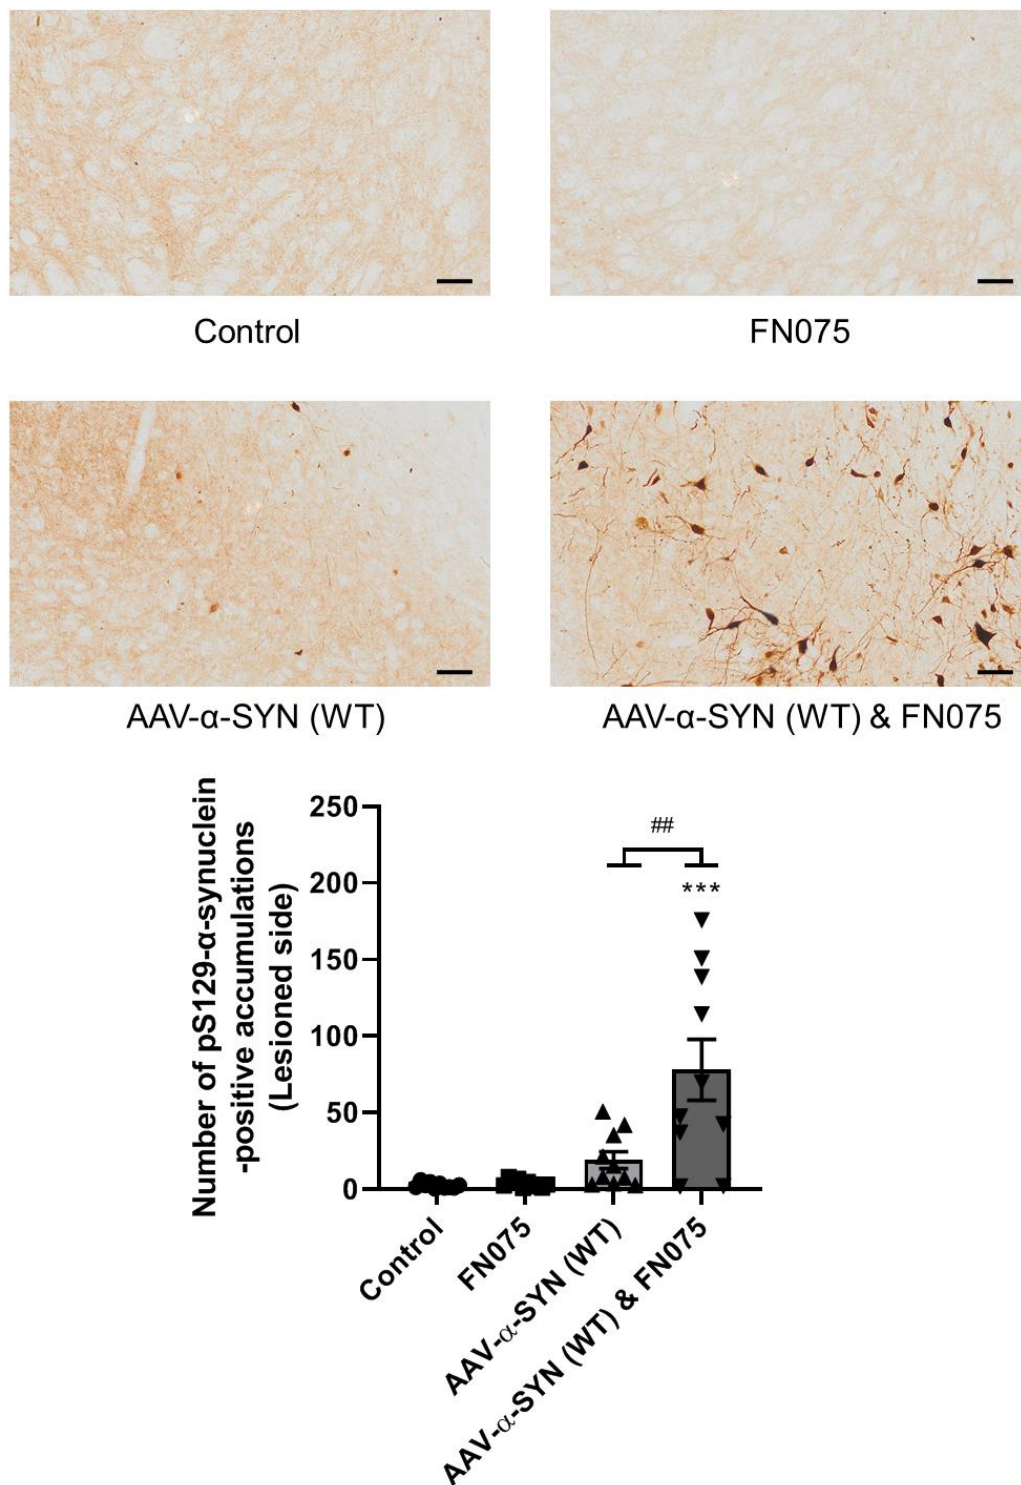 Control
FN075
AAV-α-SYN (WT)
AAV-α-SYN (WT) & FN075
Number of pS129-α-synuclein
-positive accumulations
(Lesioned side)
250
200
150
100
50
0
##
***
Control
FN075
AAV-α-SYN (WT)
AAV-α-SYN (WT) & FN075